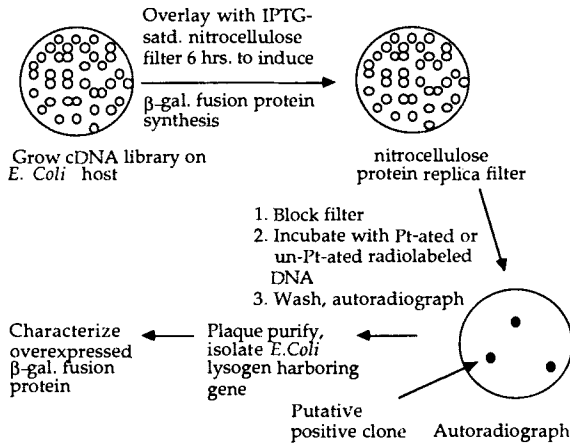 Overlay with IPTG-
satd. nitrocellulose
filter 6 hrs. to induce
β-gal. fusion protein
synthesis
Grow cDNA library on
E. Coli host
nitrocellulose
protein replica filter
1. Block filter
2. Incubate with Pt-ated or
un-Pt-ated radiolabeled
DNA
3. Wash, autoradiograph
Plaque purify,
isolate E.Coli
lysogen harboring
gene
Characterize
overexpressed
β-gal. fusion
protein
Putative
positive clone
Autoradiograph